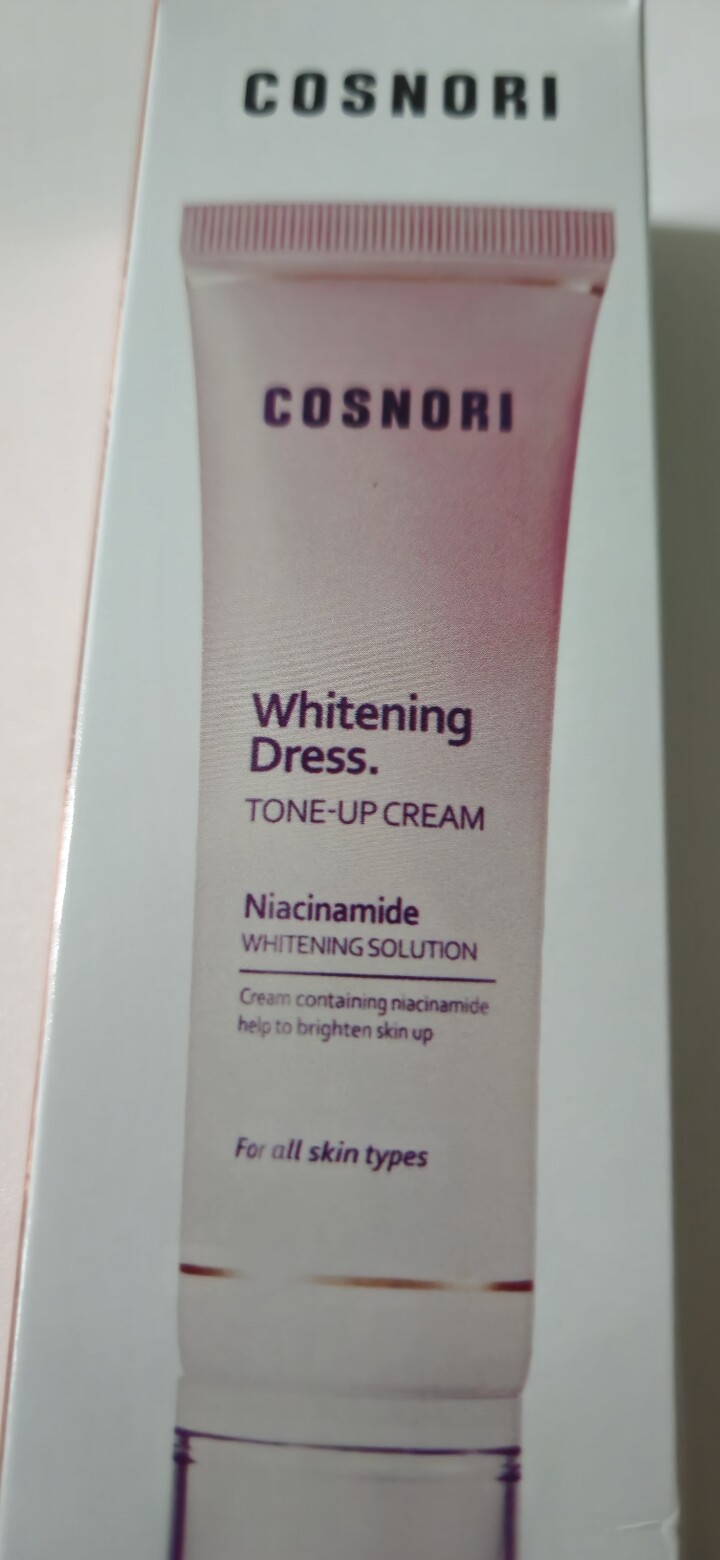 COSNORI
COSNORI
Whitening
Dress.
TONE-UP CREAM
Niacinamide
WHITENING SOLUTION
Cream containing niacinamide
help to brighten skin up
For all skin types